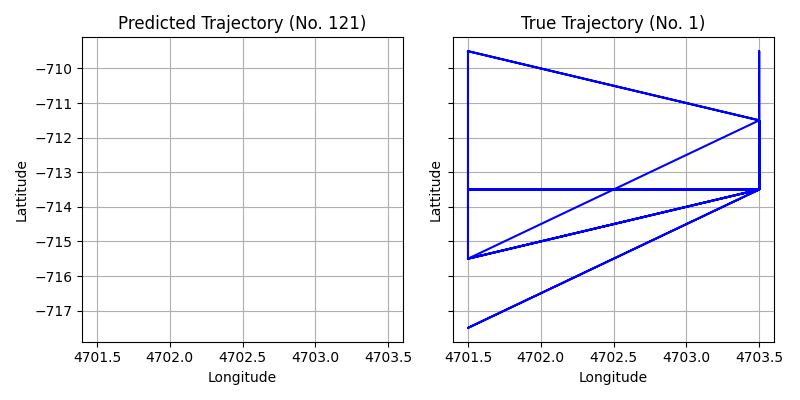 Predicted Trajectory (No. 121)
True Trajectory (No. 1)
−710
−711
−712
−713
−714
−715
−716
−717
Lattitude
Lattitude
4701.5 4702.0 4702.5 4703.0 4703.5
4701.5 4702.0 4702.5 4703.0 4703.5
Longitude
Longitude